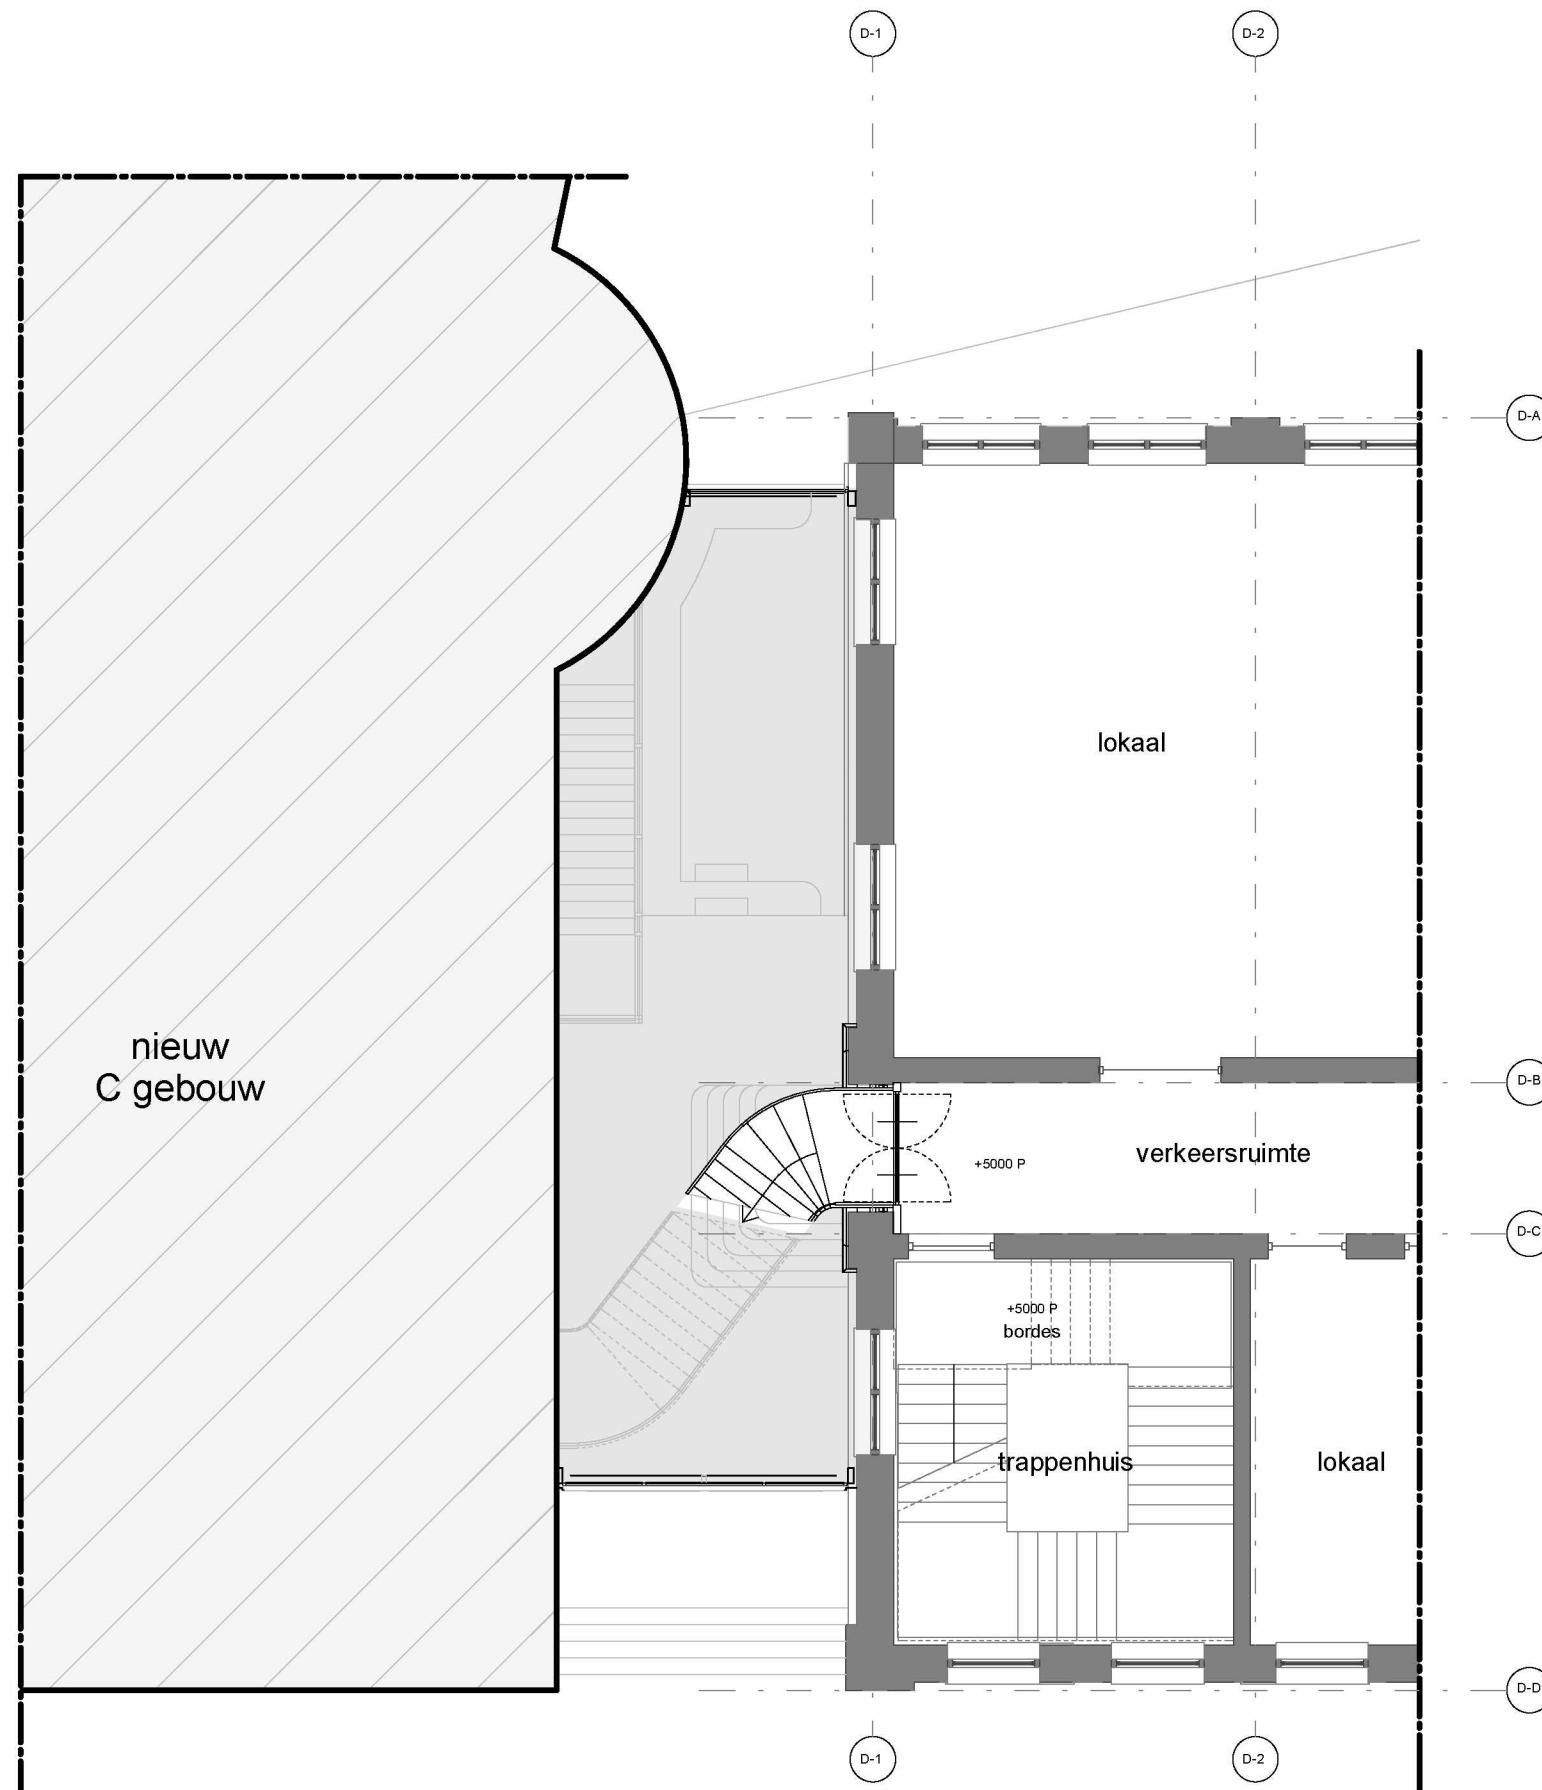 D-1
D-2
D-A
lokaal
nieuw
C gebouw
D-B
verkeersruimte
+5000 P
D-C
+5000 P
bordes
trappenhuis
lokaal
D-D
D-1
D-2